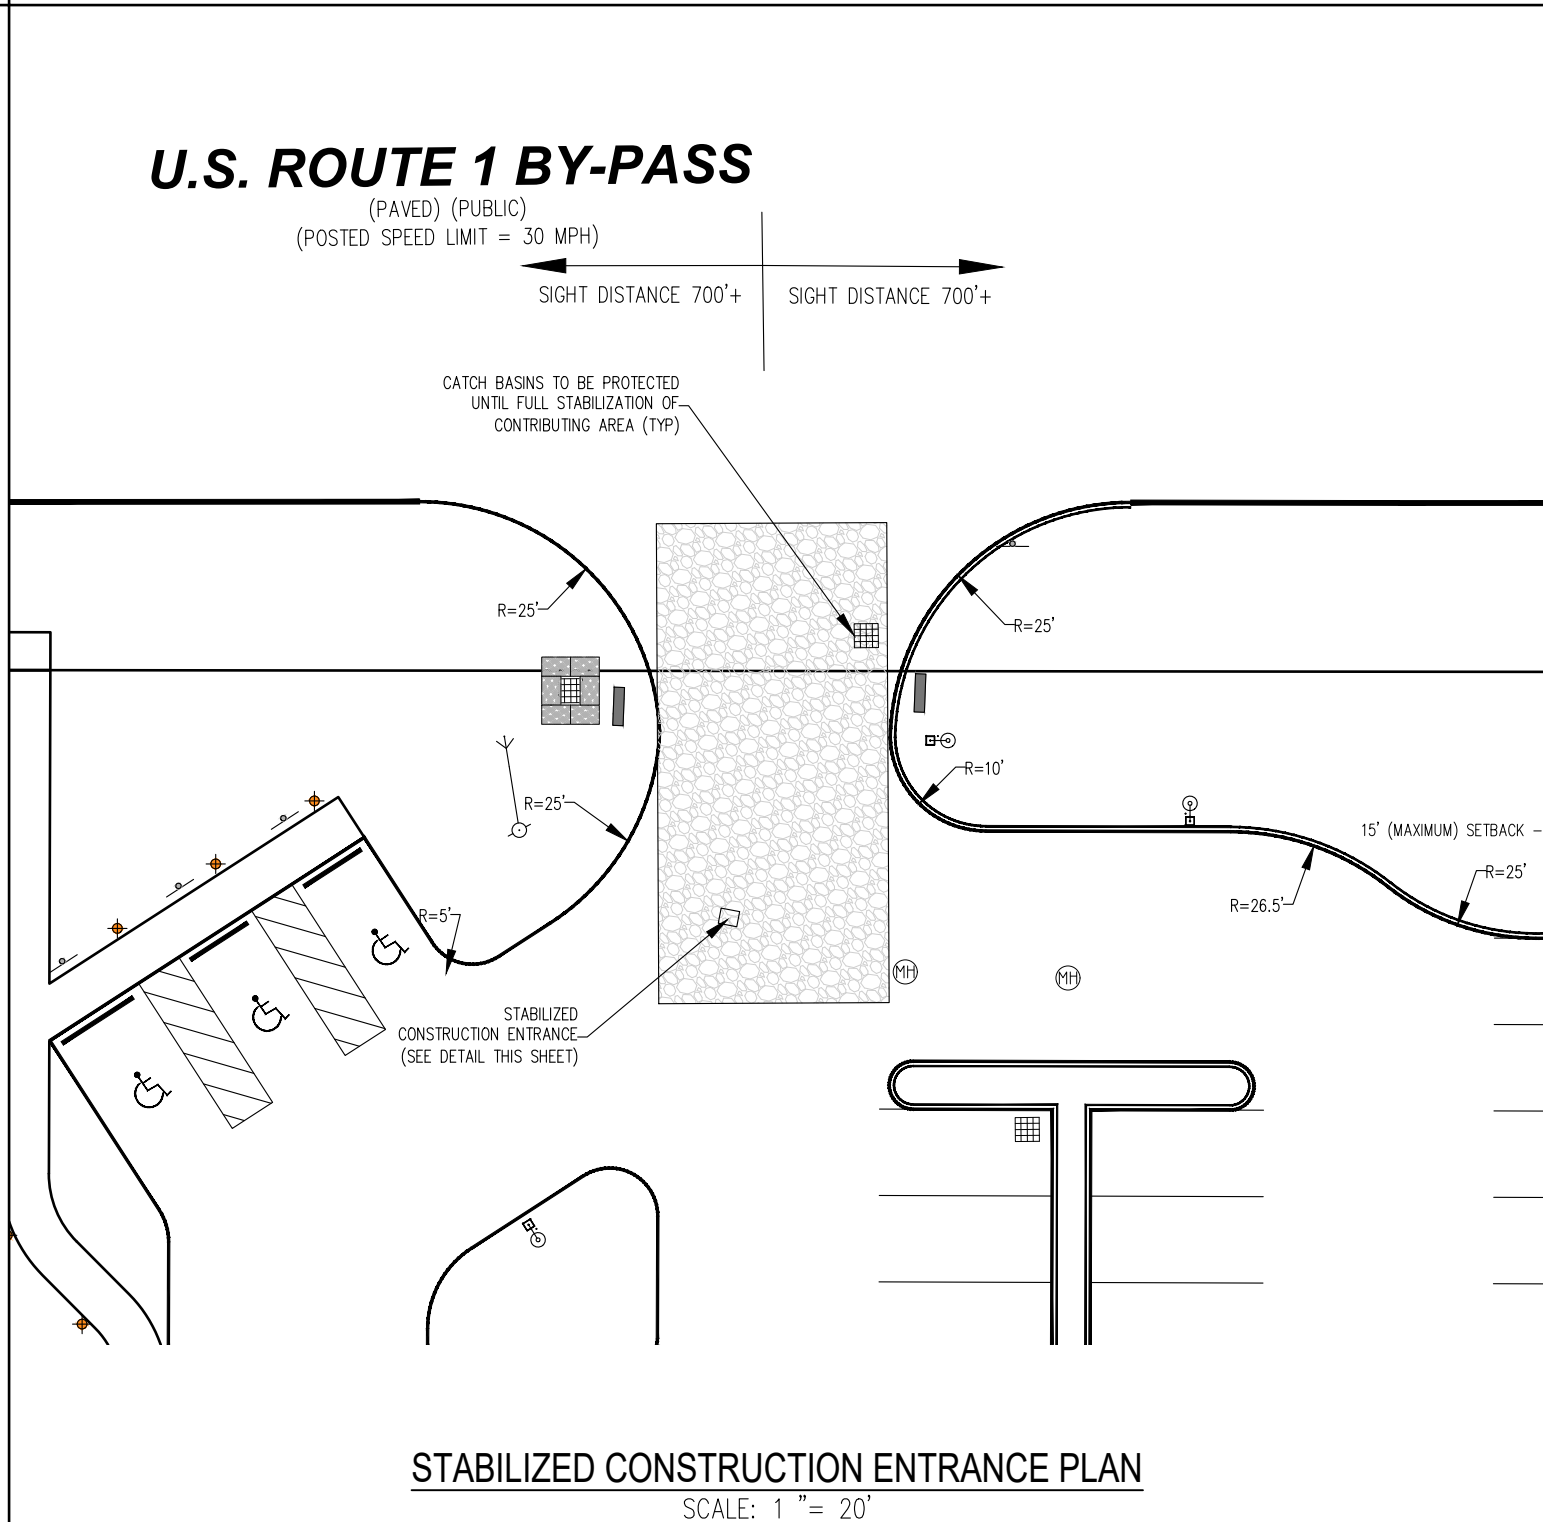 U.S. ROUTE 1 BY-PASS
(PAVED) (PUBLIC)
(POSTED SPEED LIMIT = 30 MPH)
SIGHT DISTANCE 700'+
SIGHT DISTANCE 700'+
CATCH BASINS TO BE PROTECTED
UNTIL FULL STABILIZATION OF
CONTRIBUTING AREA (TYP)
R=25'
R=25'
R=10'
R=25'
15' (MAXIMUM) SETBACK -
R=25'
R=26.5'
R=5'
MH
MH
STABILIZED
CONSTRUCTION ENTRANCE
(SEE DETAIL THIS SHEET)
STABILIZED CONSTRUCTION ENTRANCE PLAN
SCALE: 1 "= 20'